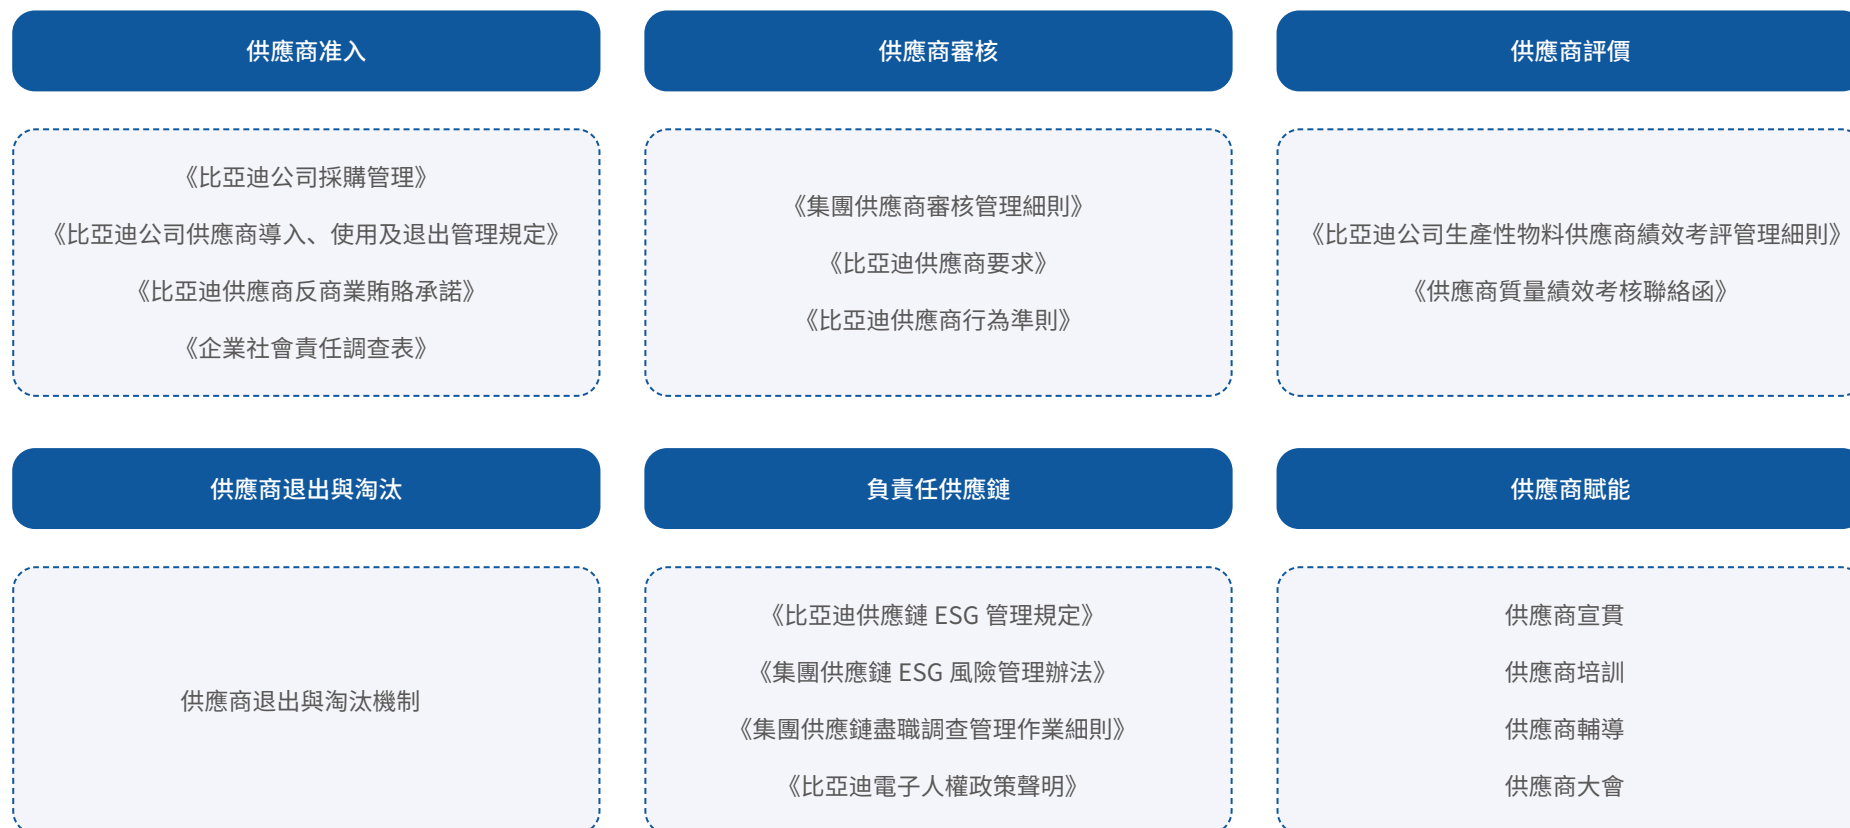 供應商准入
《比亞迪公司採購管理》
《比亞迪公司供應商導入、使用及退出管理規定》
《比亞迪供應商反商業賄賂承諾》
《企業社會責任調查表》
供應商審核
《集團供應商審核管理細則》
《比亞迪供應商要求》
《比亞迪供應商行為準則》
供應商評價
《比亞迪公司生產性物料供應商績效考評管理細則》
《供應商質量績效考核聯絡函》
供應商退出與淘汰
供應商退出與淘汰機制
負責任供應鏈
《比亞迪供應鏈 ESG 管理規定》
《集團供應鏈 ESG 風險管理辦法》
《集團供應鏈盡職調查管理作業細則》
《比亞迪電子人權政策聲明》
供應商賦能
供應商宣貫
供應商培訓
供應商輔導
供應商大會